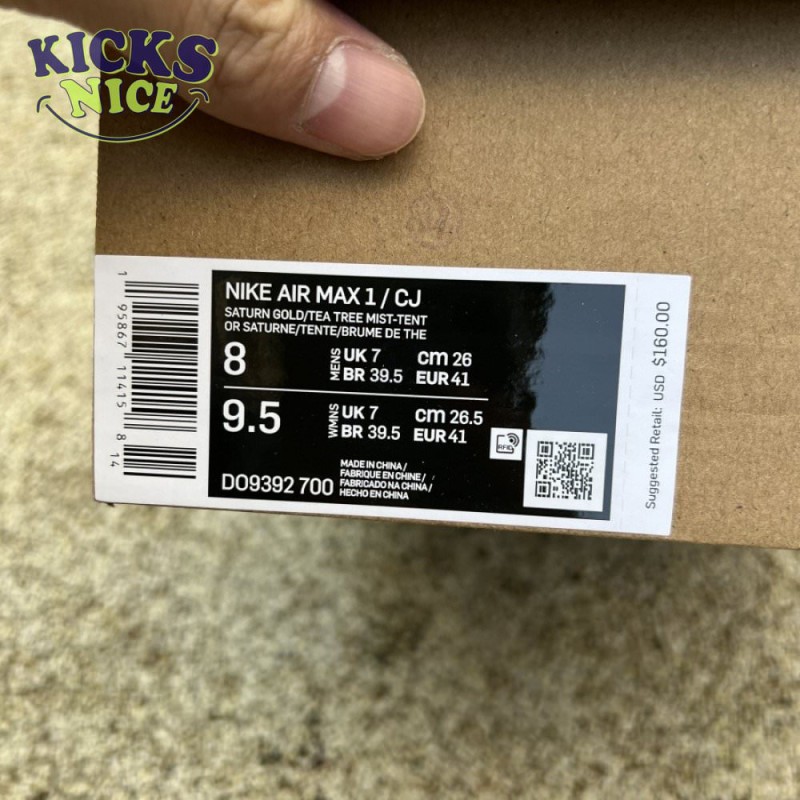 KICKS
NICE
NIKE AIR MAX 1 / CJ
SATURN GOLD/TEA TREE MIST-TENT
OR SATURNE/TENTE/BRUME DE THE
8 MENS UK 7 cm 26
BR 39.5 EUR 41
9.5 WMNS UK 7 cm 26.5
BR 39.5 EUR 41
RFID
DO9392 700
MADE IN CHINA /
FABRIQUE EN CHINE /
FABRICADO NA CHINA /
HECHO EN CHINA
1 95867 11415 8 14
Suggested Retail: USD $160.00